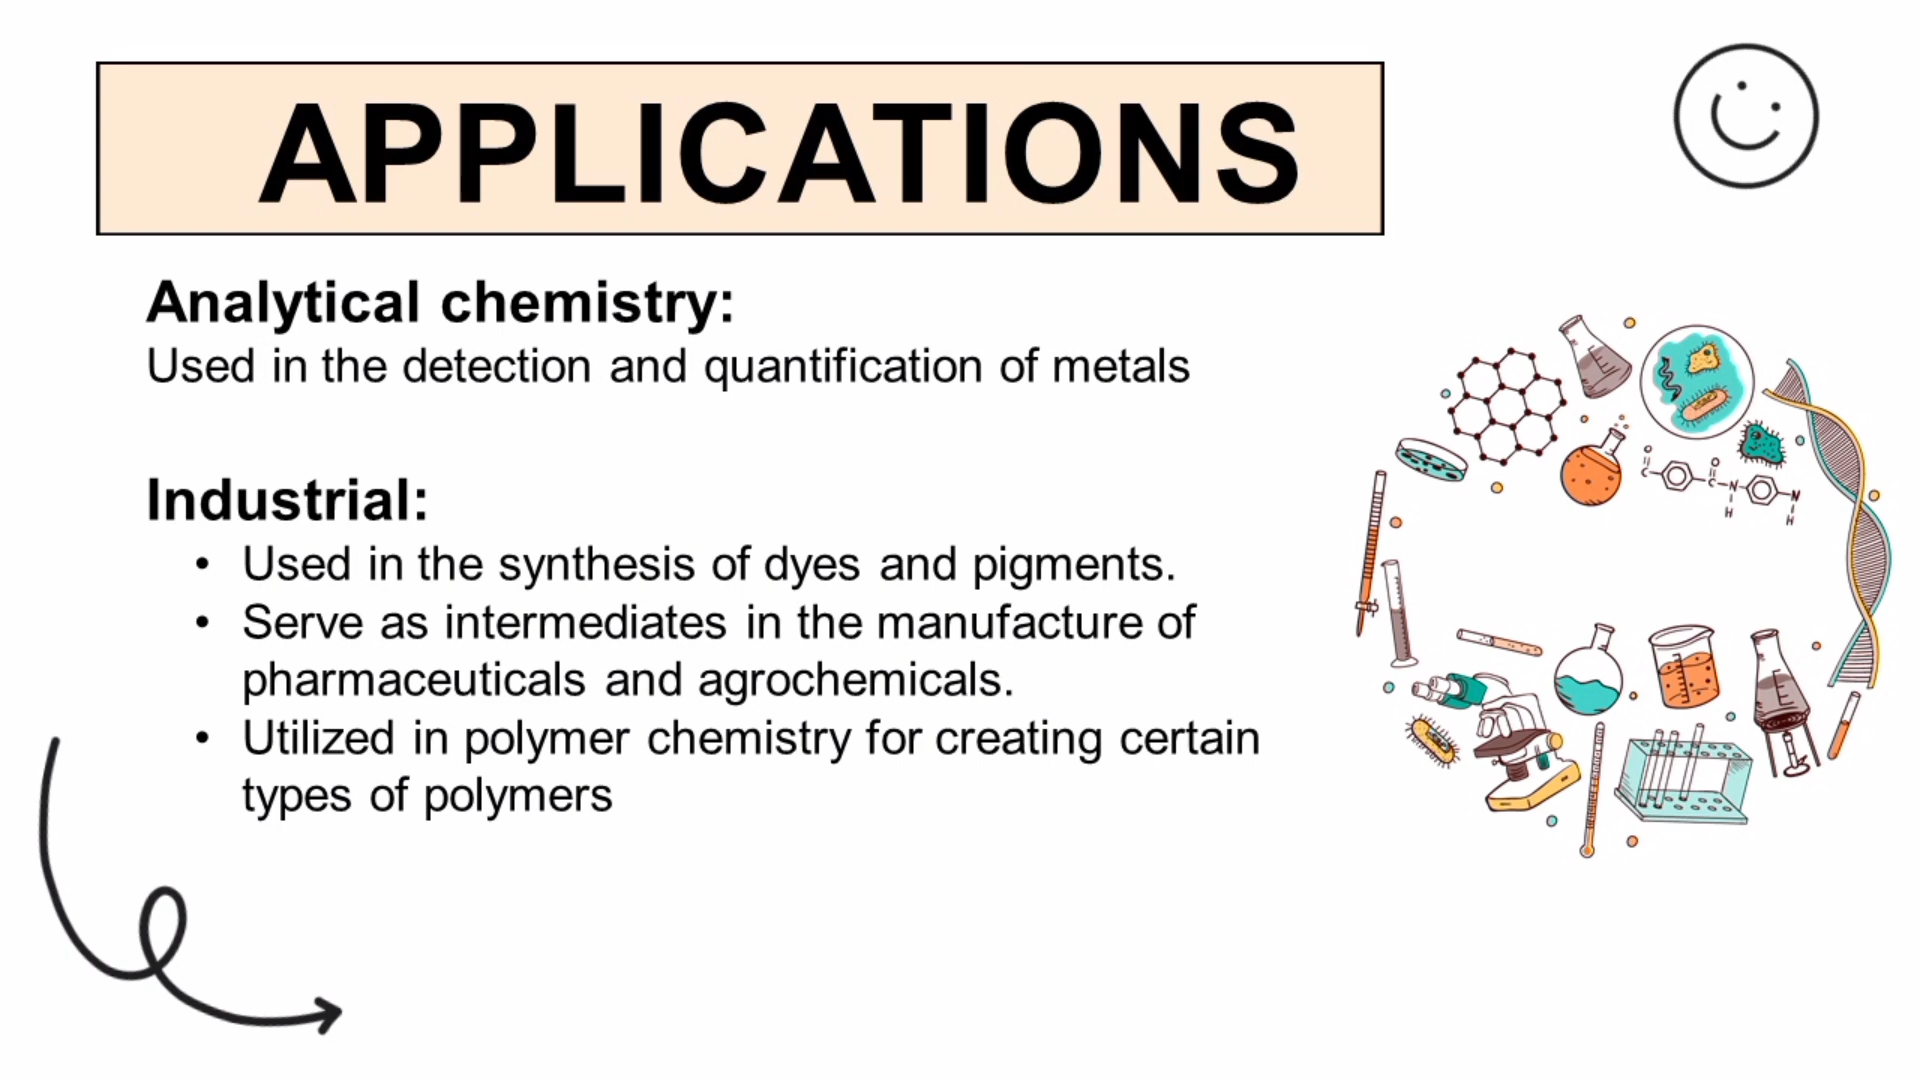 APPLICATIONS
Analytical chemistry:
Used in the detection and quantification of metals
Industrial:
• Used in the synthesis of dyes and pigments.
• Serve as intermediates in the manufacture of
pharmaceuticals and agrochemicals.
• Utilized in polymer chemistry for creating certain
types of polymers
O O
C C N N
H H